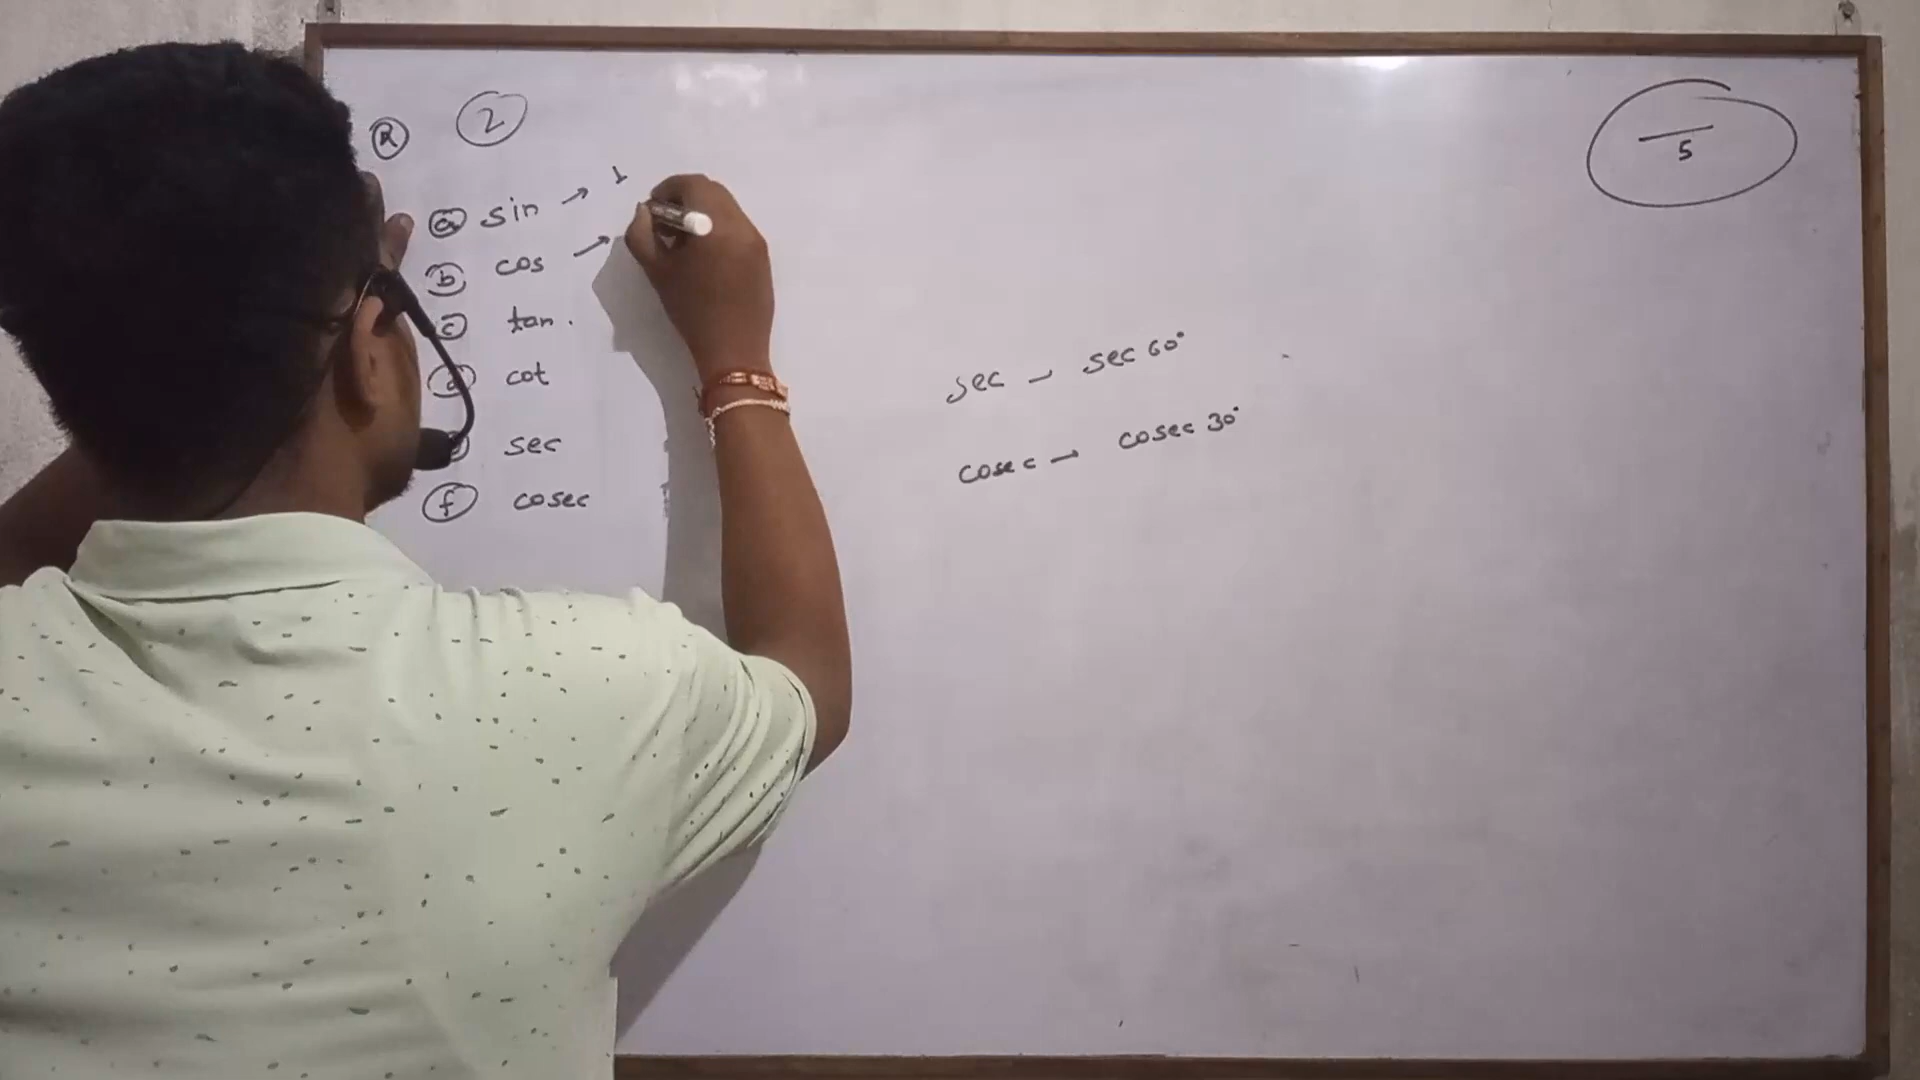 2
ⓐ sin → 1
ⓑ cos →
ⓒ tan.
ⓓ cot
sec
ⓕ cosec
sec – sec 60°
cosec – cosec 30°
5